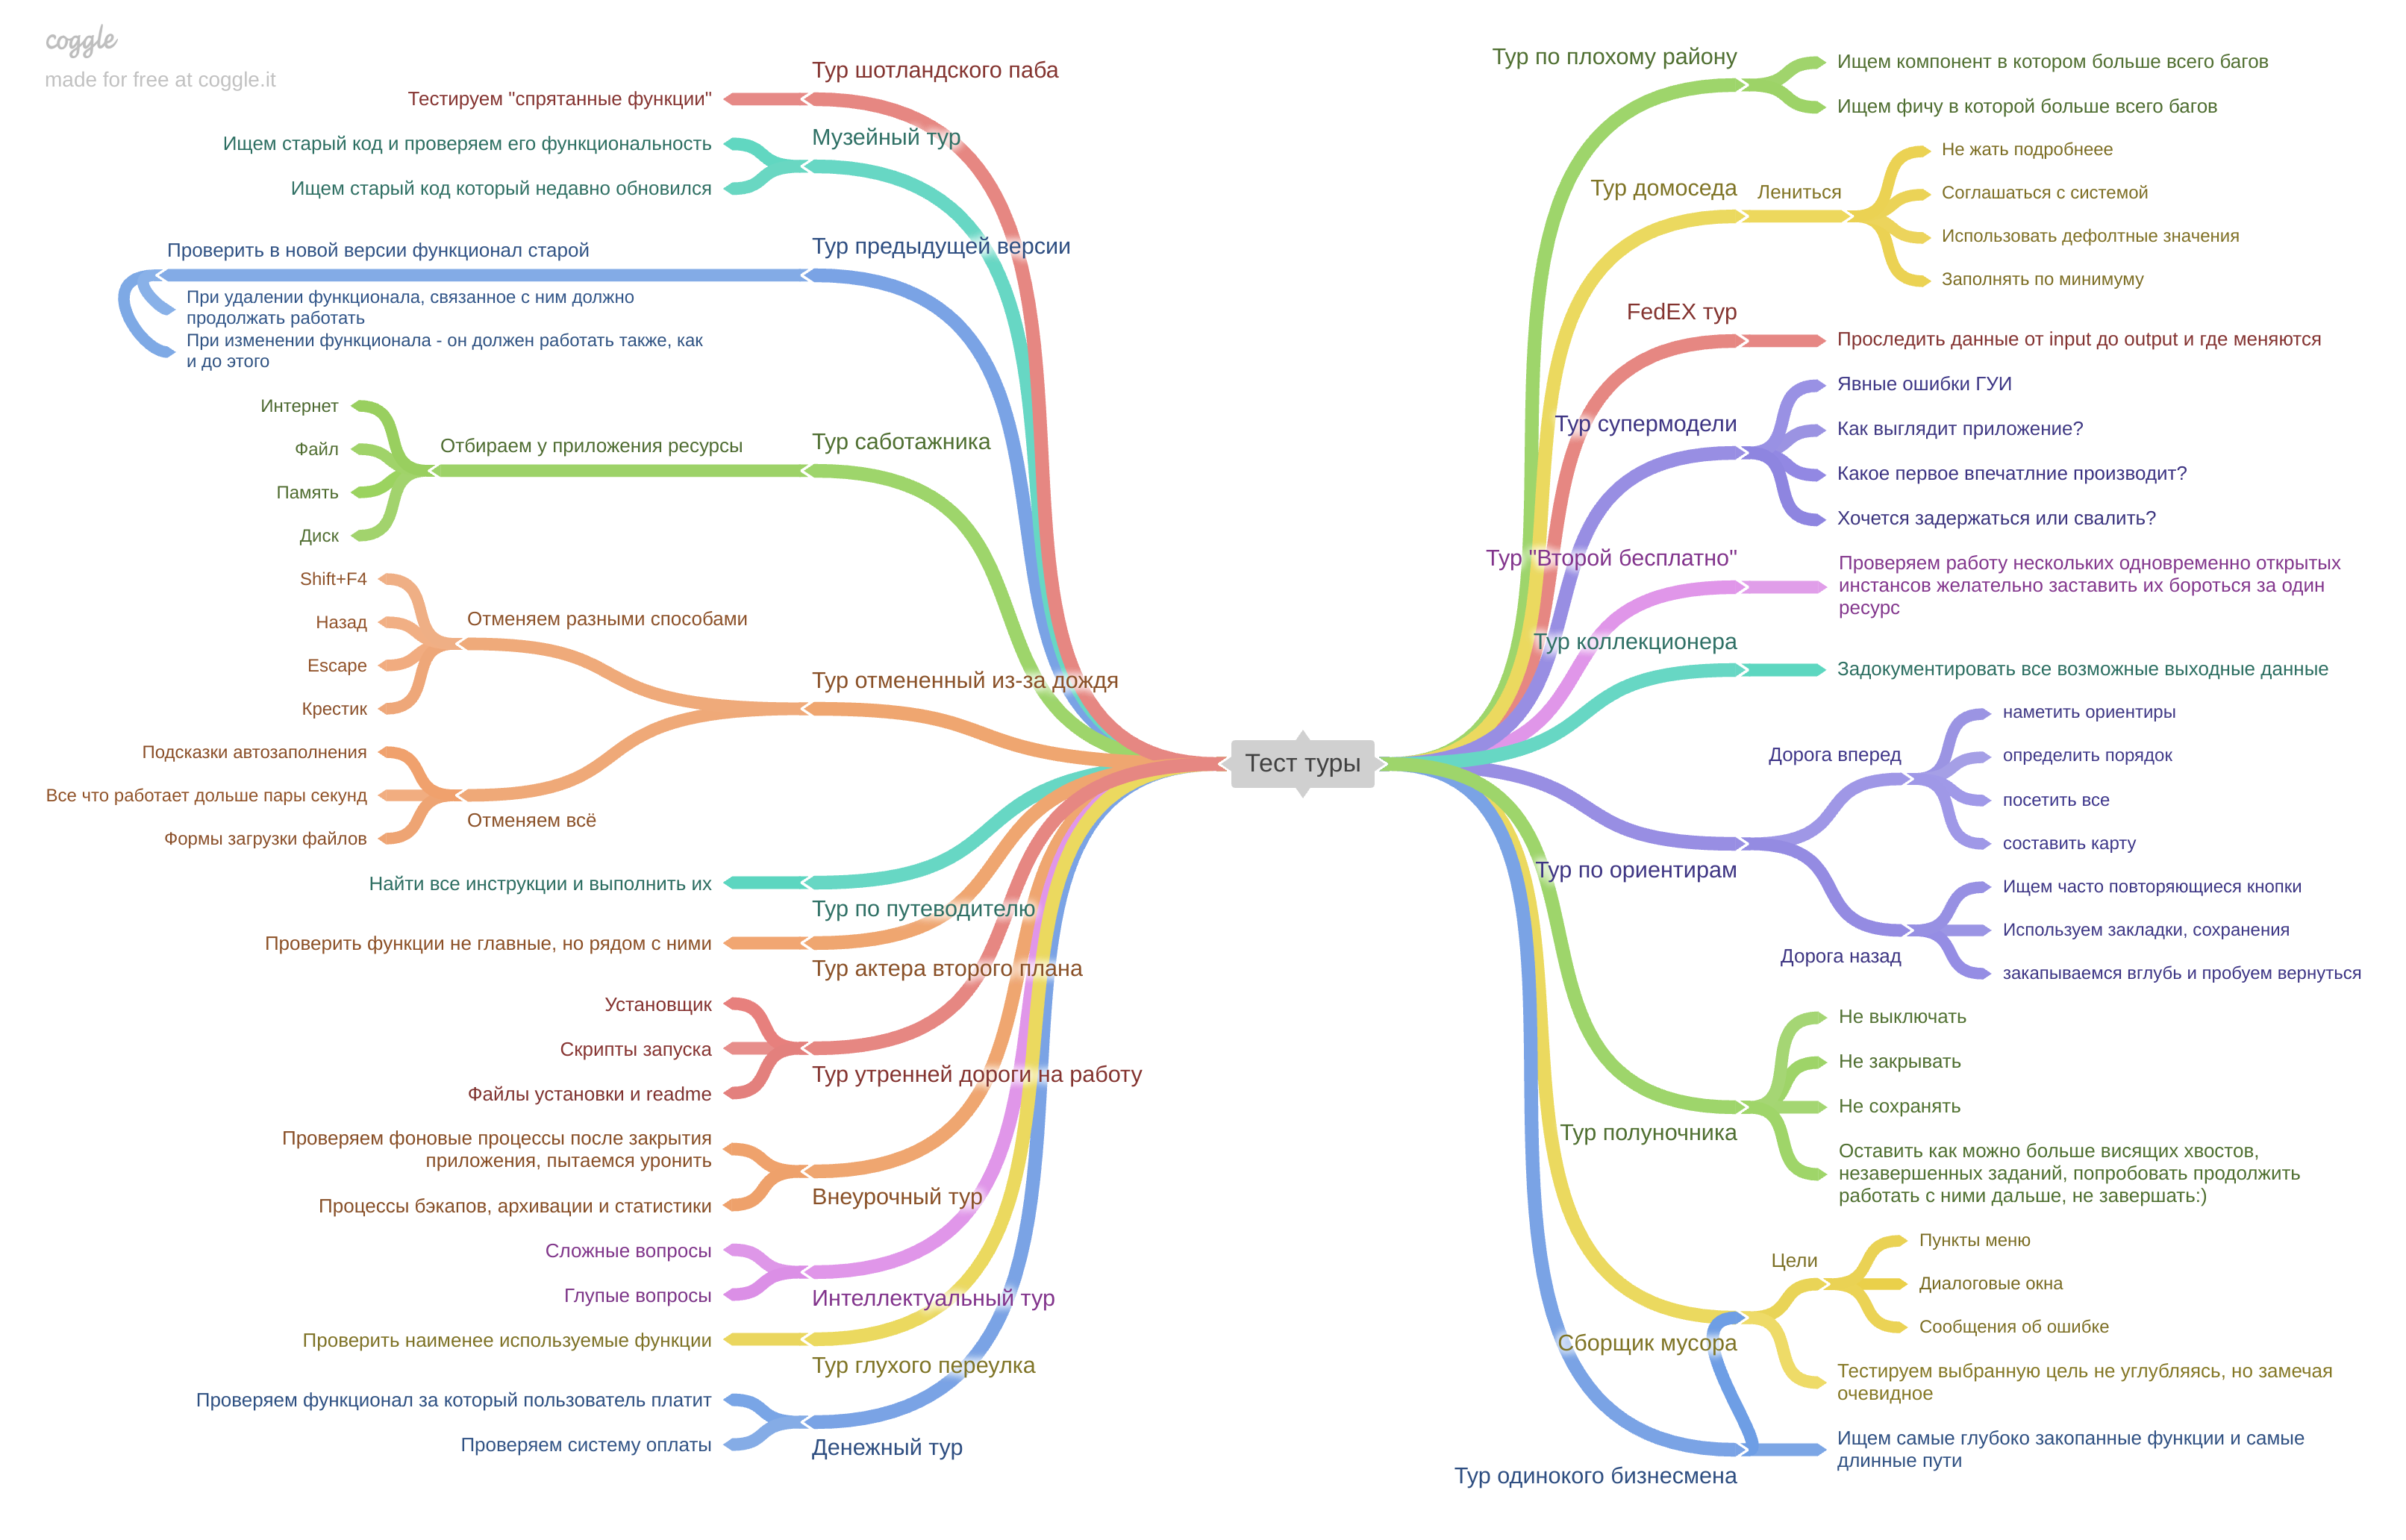 coggle
made for free at coggle.it
Тест туры
Тур шотландского паба
Тестируем "спрятанные функции"
Музейный тур
Ищем старый код и проверяем его функциональность
Ищем старый код который недавно обновился
Тур предыдущей версии
Проверить в новой версии функционал старой
При удалении функционала, связанное с ним должно
продолжать работать
При изменении функционала - он должен работать также, как
и до этого
Тур саботажника
Отбираем у приложения ресурсы
Интернет
Файл
Память
Диск
Тур отмененный из-за дождя
Отменяем разными способами
Shift+F4
Назад
Escape
Крестик
Отменяем всё
Подсказки автозаполнения
Все что работает дольше пары секунд
Формы загрузки файлов
Тур по путеводителю
Найти все инструкции и выполнить их
Тур актера второго плана
Проверить функции не главные, но рядом с ними
Тур утренней дороги на работу
Установщик
Скрипты запуска
Файлы установки и readme
Внеурочный тур
Проверяем фоновые процессы после закрытия
приложения, пытаемся уронить
Процессы бэкапов, архивации и статистики
Интеллектуальный тур
Сложные вопросы
Глупые вопросы
Тур глухого переулка
Проверить наименее используемые функции
Денежный тур
Проверяем функционал за который пользователь платит
Проверяем систему оплаты
Тур по плохому району
Ищем компонент в котором больше всего багов
Ищем фичу в которой больше всего багов
Тур домоседа
Лениться
Не жать подробнеее
Соглашаться с системой
Использовать дефолтные значения
Заполнять по минимуму
FedEX тур
Проследить данные от input до output и где меняются
Тур супермодели
Явные ошибки ГУИ
Как выглядит приложение?
Какое первое впечатлние производит?
Хочется задержаться или свалить?
Тур "Второй бесплатно"
Проверяем работу нескольких одновременно открытых
инстансов желательно заставить их бороться за один
ресурс
Тур коллекционера
Задокументировать все возможные выходные данные
Тур по ориентирам
Дорога вперед
наметить ориентиры
определить порядок
посетить все
составить карту
Дорога назад
Ищем часто повторяющиеся кнопки
Используем закладки, сохранения
закапываемся вглубь и пробуем вернуться
Тур полуночника
Не выключать
Не закрывать
Не сохранять
Оставить как можно больше висящих хвостов,
незавершенных заданий, попробовать продолжить
работать с ними дальше, не завершать:)
Сборщик мусора
Цели
Пункты меню
Диалоговые окна
Сообщения об ошибке
Тестируем выбранную цель не углубляясь, но замечая
очевидное
Тур одинокого бизнесмена
Ищем самые глубоко закопанные функции и самые
длинные пути